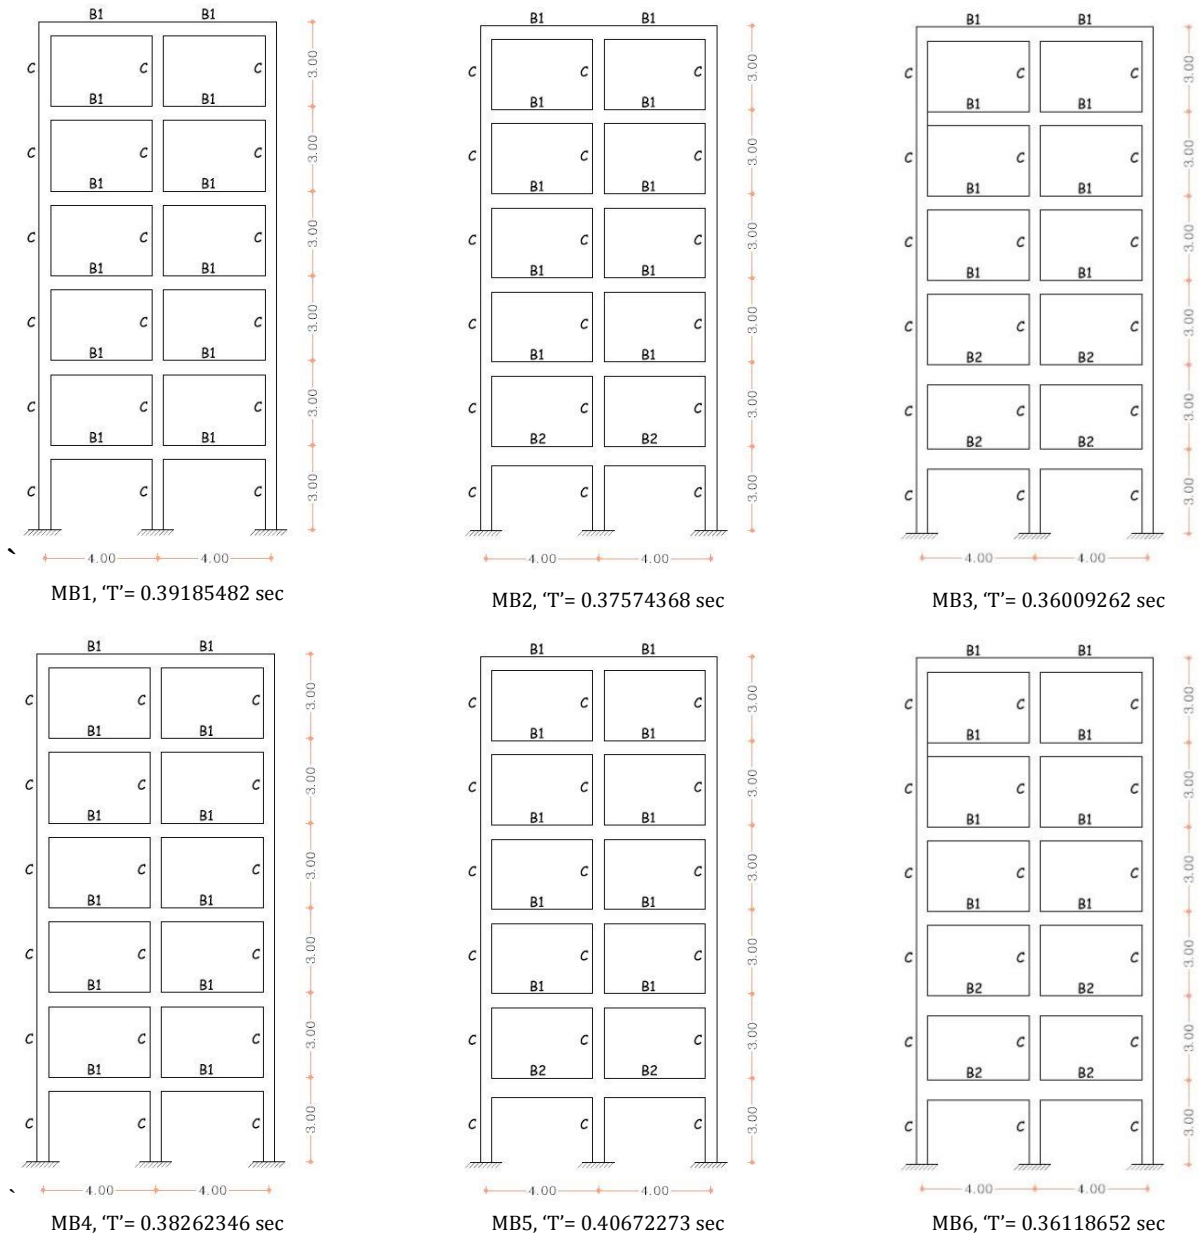 B1 B1
C C C 3.00
B1 B1
C C C 3.00
B1 B1
C C C 3.00
B1 B1
C C C 3.00
B1 B1
C C C 3.00
B1 B1
C C C 3.00
` 4.00 4.00
MB1, ‘T’= 0.39185482 sec
B1 B1
C C C 3.00
B1 B1
C C C 3.00
B1 B1
C C C 3.00
B1 B1
C C C 3.00
B1 B1
C C C 3.00
B2 B2
C C C 3.00
4.00 4.00
MB2, ‘T’= 0.37574368 sec
B1 B1
C C C 3.00
B1 B1
C C C 3.00
B1 B1
C C C 3.00
B1 B1
C C C 3.00
B2 B2
C C C 3.00
B2 B2
C C C 3.00
4.00 4.00
MB3, ‘T’= 0.36009262 sec
B1 B1
C C C 3.00
B1 B1
C C C 3.00
B1 B1
C C C 3.00
B1 B1
C C C 3.00
B1 B1
C C C 3.00
B1 B1
C C C 3.00
` 4.00 4.00
MB4, ‘T’= 0.38262346 sec
B1 B1
C C C 3.00
B1 B1
C C C 3.00
B1 B1
C C C 3.00
B1 B1
C C C 3.00
B1 B1
C C C 3.00
B2 B2
C C C 3.00
4.00 4.00
MB5, ‘T’= 0.40672273 sec
B1 B1
C C C 3.00
B1 B1
C C C 3.00
B1 B1
C C C 3.00
B1 B1
C C C 3.00
B2 B2
C C C 3.00
B2 B2
C C C 3.00
4.00 4.00
MB6, ‘T’= 0.36118652 sec